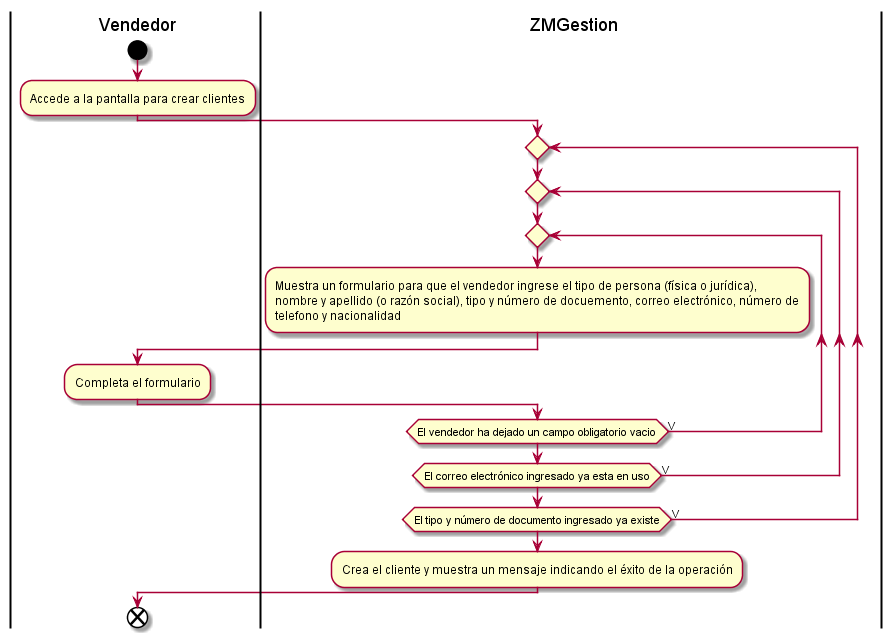 Vendedor
ZMGestion
Accede a la pantalla para crear clientes
Muestra un formulario para que el vendedor ingrese el tipo de persona (física o jurídica),
nombre y apellido (o razón social), tipo y número de docuemento, correo electrónico, número de
telefono y nacionalidad
Completa el formulario
El vendedor ha dejado un campo obligatorio vacio
V
El correo electrónico ingresado ya esta en uso
V
El tipo y número de documento ingresado ya existe
V
Crea el cliente y muestra un mensaje indicando el éxito de la operación